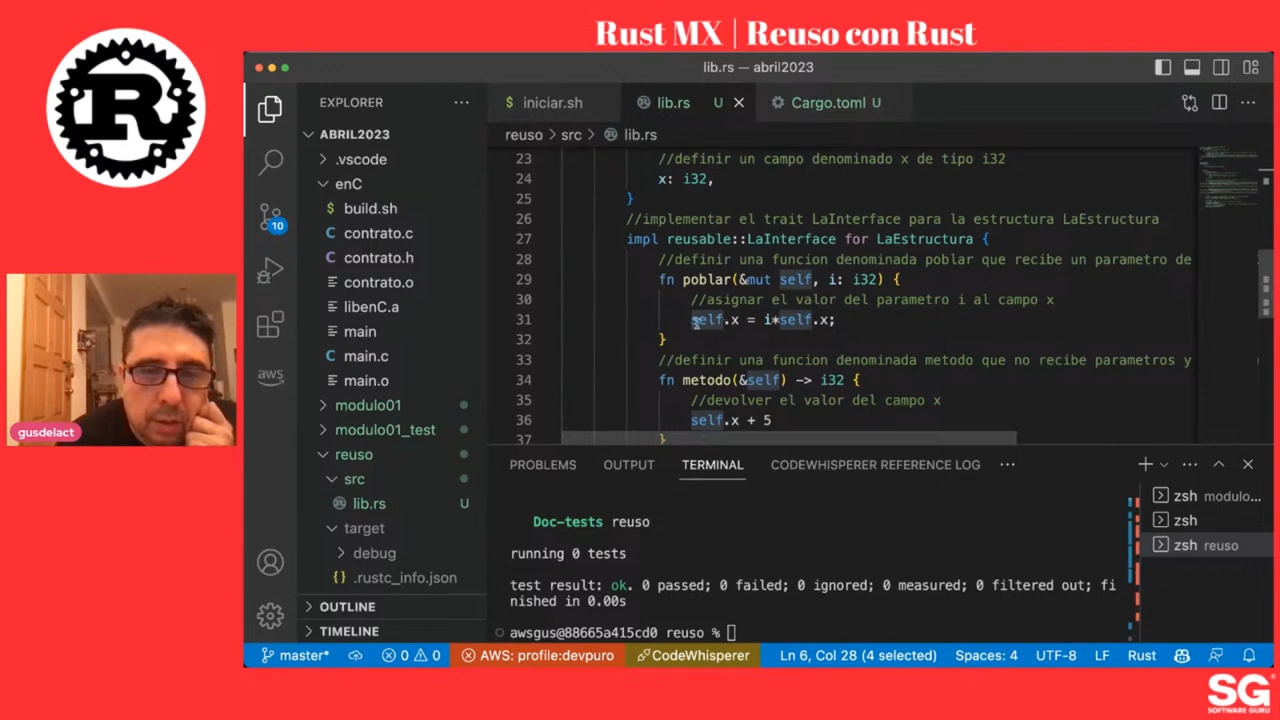 Rust MX | Reuso con Rust
R
lib.rs — abril2023
EXPLORER
ABRIL2023
.vscode
enC
$ build.sh
C contrato.c
C contrato.h
contrato.o
libenC.a
main
C main.c
main.o
modulo01
modulo01_test
reuso
src
lib.rs U
target
debug
{} .rustc_info.json
OUTLINE
TIMELINE
10
aws
$ iniciar.sh
lib.rs U
Cargo.toml U
reuso > src > lib.rs
23 //definir un campo denominado x de tipo i32
24 x: i32,
25 }
26 //implementar el trait LaInterface para la estructura LaEstructura
27 impl reusable::LaInterface for LaEstructura {
28 //definir una funcion denominada poblar que recibe un parametro de
29 fn poblar(&mut self, i: i32) {
30 //asignar el valor del parametro i al campo x
31 self.x = i*self.x;
32 }
33 //definir una funcion denominada metodo que no recibe parametros y
34 fn metodo(&self) -> i32 {
35 //devolver el valor del campo x
36 self.x + 5
37 }
PROBLEMS OUTPUT TERMINAL CODEWHISPERER REFERENCE LOG
Doc-tests reuso
running 0 tests
test result: ok. 0 passed; 0 failed; 0 ignored; 0 measured; 0 filtered out; fi
nished in 0.00s
awsgus@88665a415cd0 reuso %
zsh modulo...
zsh
zsh reuso
master* 0 0 AWS: profile:devpuro CodeWhisperer Ln 6, Col 28 (4 selected) Spaces: 4 UTF-8 LF Rust
gusdelact
SG
SOFTWARE GURU